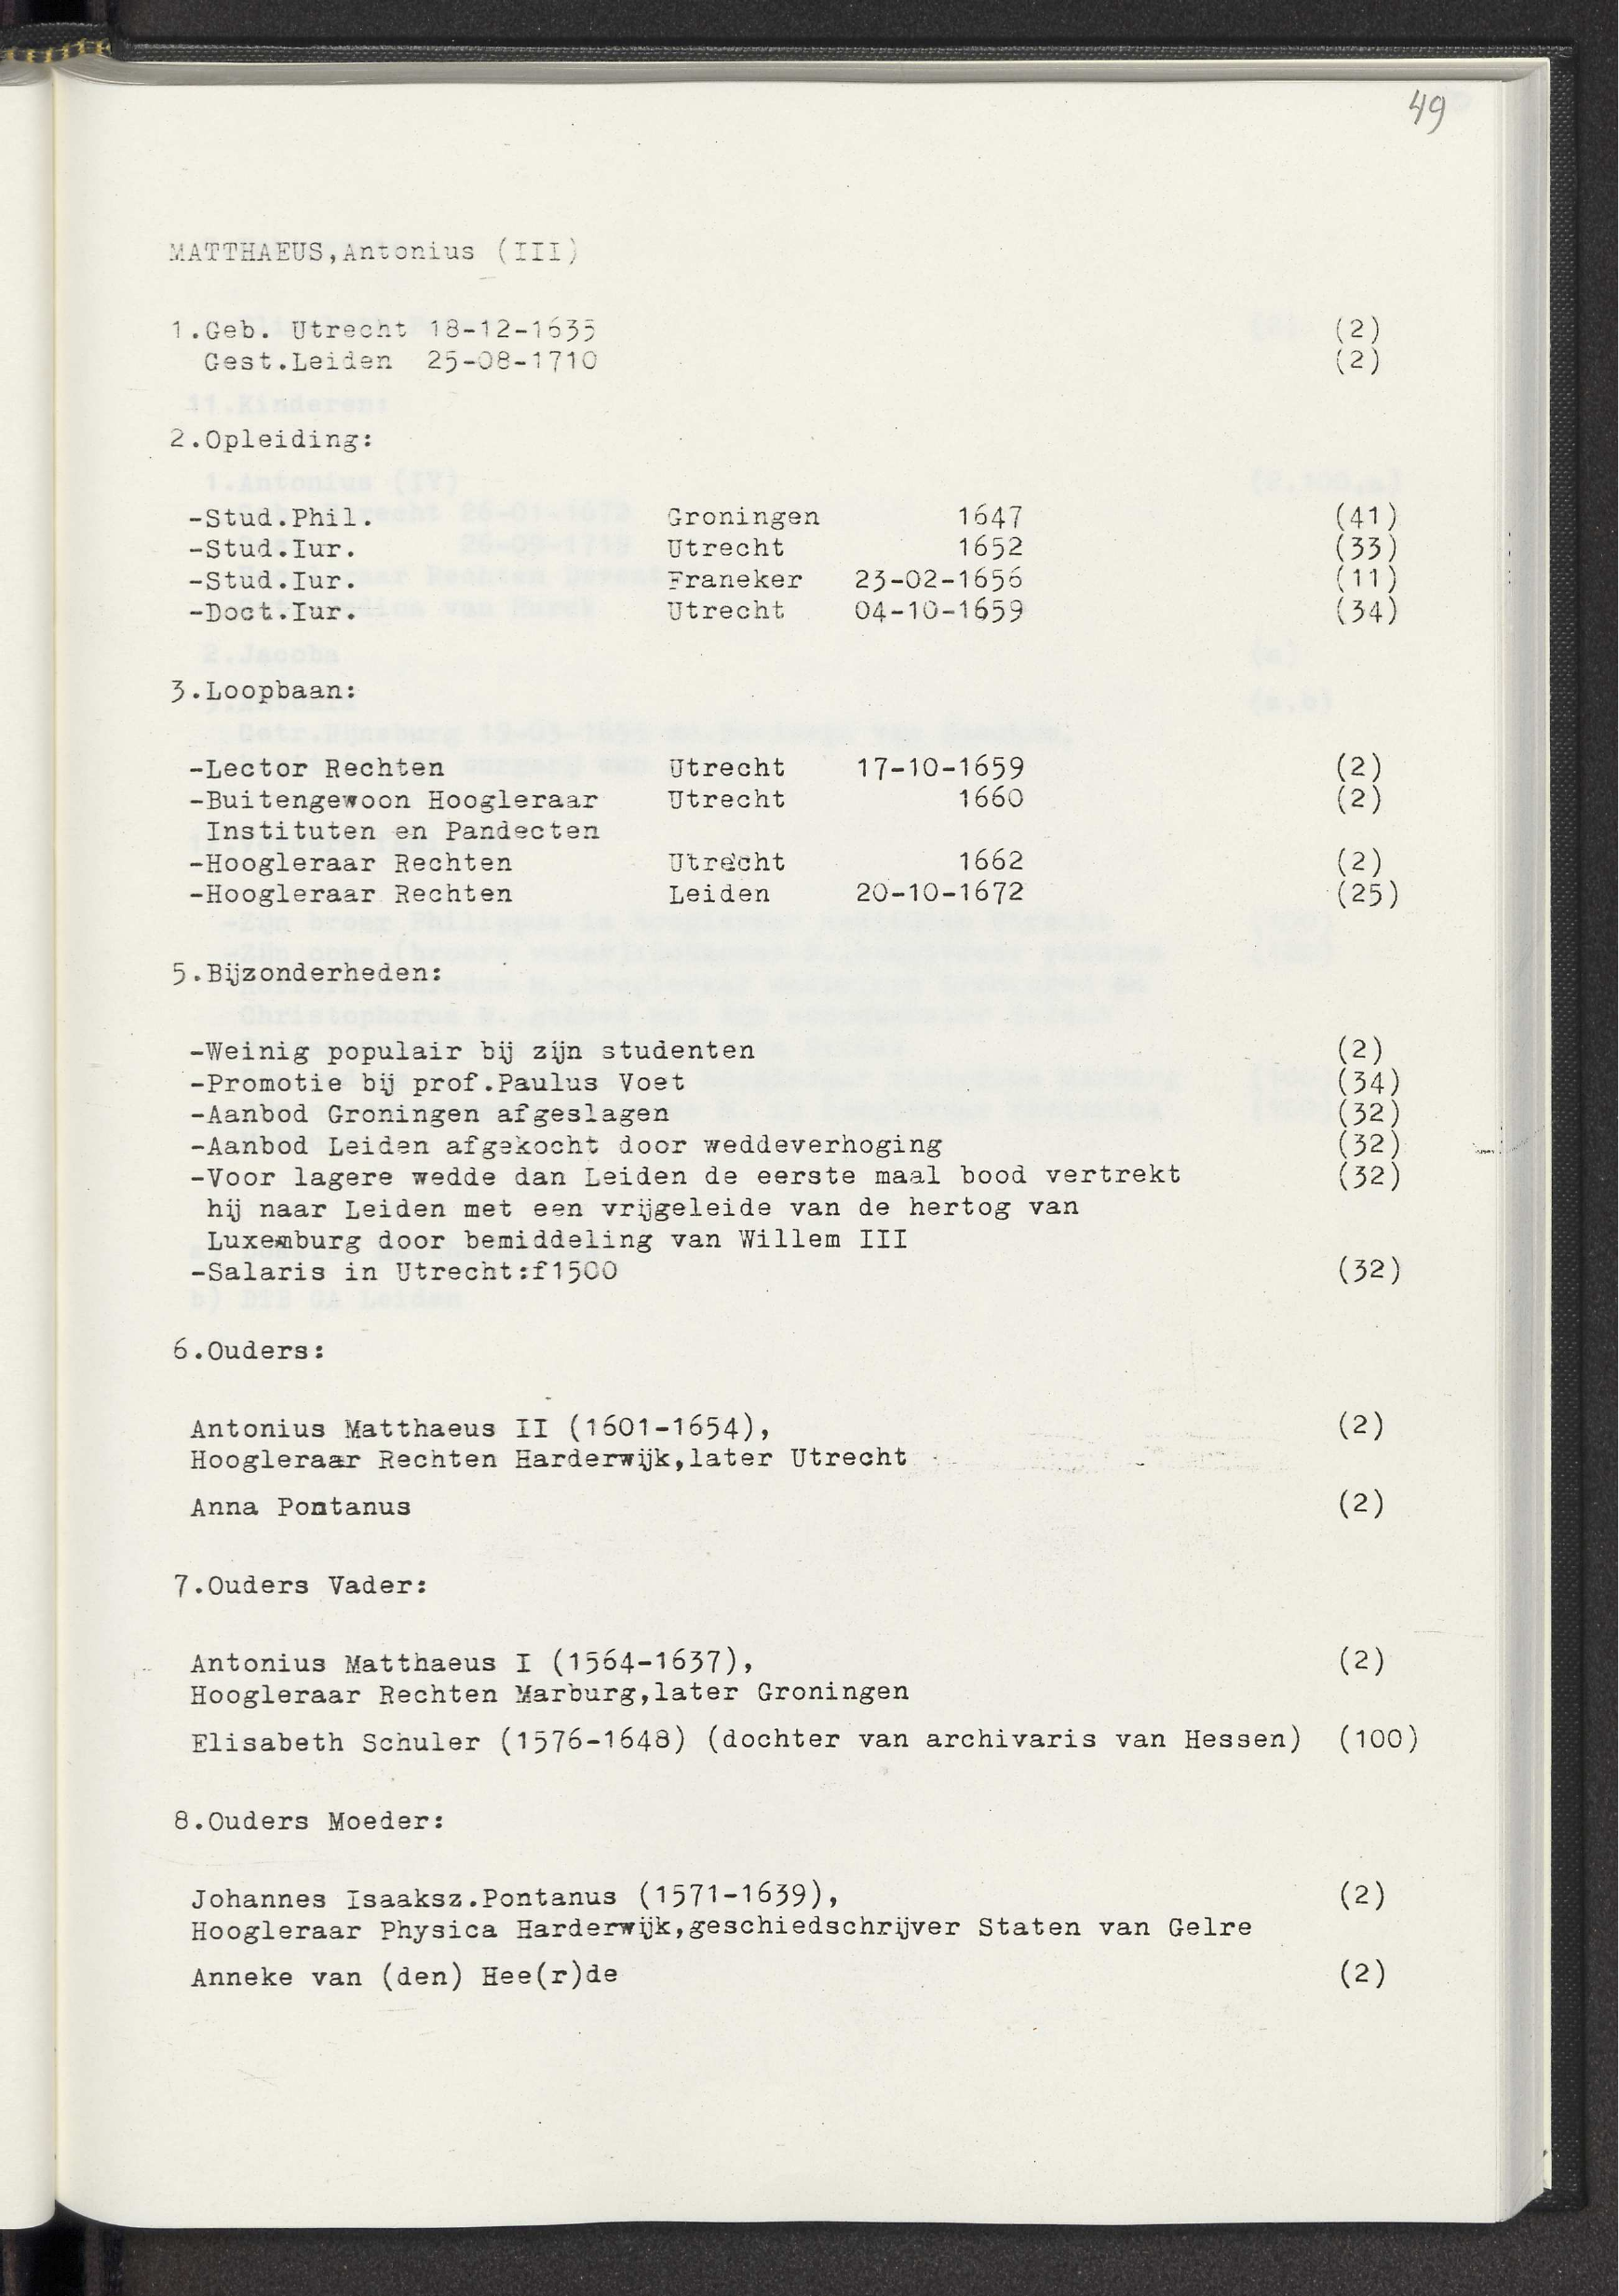 49
MATTHAEUS,Antonius (III)
1.Geb. Utrecht 18-12-1635 (2)
Gest.Leiden 25-08-1710 (2)
2.Opleiding:
-Stud.Phil. Groningen 1647 (41)
-Stud.Iur. Utrecht 1652 (33)
-Stud.Iur. Franeker 23-02-1656 (11)
-Doct.Iur. Utrecht 04-10-1659 (34)
3.Loopbaan:
-Lector Rechten Utrecht 17-10-1659 (2)
-Buitengewoon Hoogleraar Utrecht 1660 (2)
Instituten en Pandecten
-Hoogleraar Rechten Utrecht 1662 (2)
-Hoogleraar Rechten Leiden 20-10-1672 (25)
5.Bijzonderheden:
-Weinig populair bij zijn studenten (2)
-Promotie bij prof.Paulus Voet (34)
-Aanbod Groningen afgeslagen (32)
-Aanbod Leiden afgekocht door weddeverhoging (32)
-Voor lagere wedde dan Leiden de eerste maal bood vertrekt (32)
hij naar Leiden met een vrijgeleide van de hertog van
Luxemburg door bemiddeling van Willem III
-Salaris in Utrecht:f1500 (32)
6.Ouders:
Antonius Matthaeus II (1601-1654), (2)
Hoogleraar Rechten Harderwijk,later Utrecht
Anna Pontanus (2)
7.Ouders Vader:
Antonius Matthaeus I (1564-1637), (2)
Hoogleraar Rechten Marburg,later Groningen
Elisabeth Schuler (1576-1648) (dochter van archivaris van Hessen) (100)
8.Ouders Moeder:
Johannes Isaaksz.Pontanus (1571-1639), (2)
Hoogleraar Physica Harderwijk,geschiedschrijver Staten van Gelre
Anneke van (den) Hee(r)de (2)